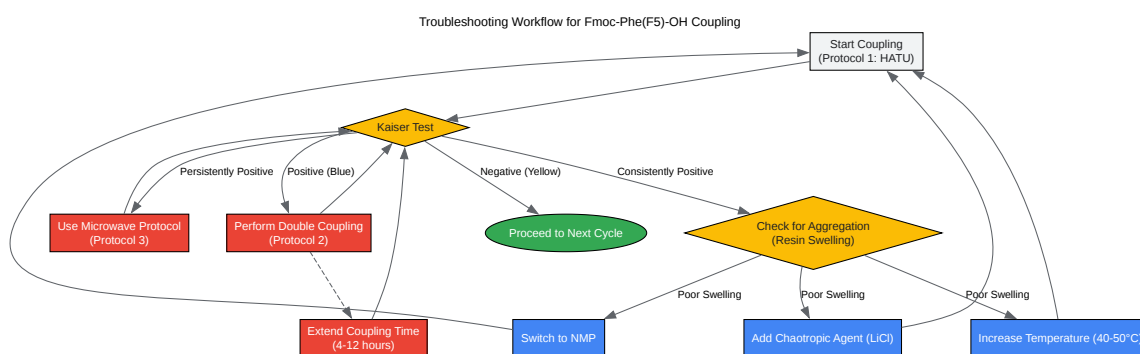 Troubleshooting Workflow for Fmoc-Phe(F5)-OH Coupling
Start Coupling
(Protocol 1: HATU)
Kaiser Test
Persistently Positive
Positive (Blue)
Negative (Yellow)
Consistently Positive
Use Microwave Protocol
(Protocol 3)
Perform Double Coupling
(Protocol 2)
Proceed to Next Cycle
Check for Aggregation
(Resin Swelling)
Poor Swelling
Poor Swelling
Poor Swelling
Extend Coupling Time
(4-12 hours)
Switch to NMP
Add Chaotropic Agent (LiCl)
Increase Temperature (40-50°C)